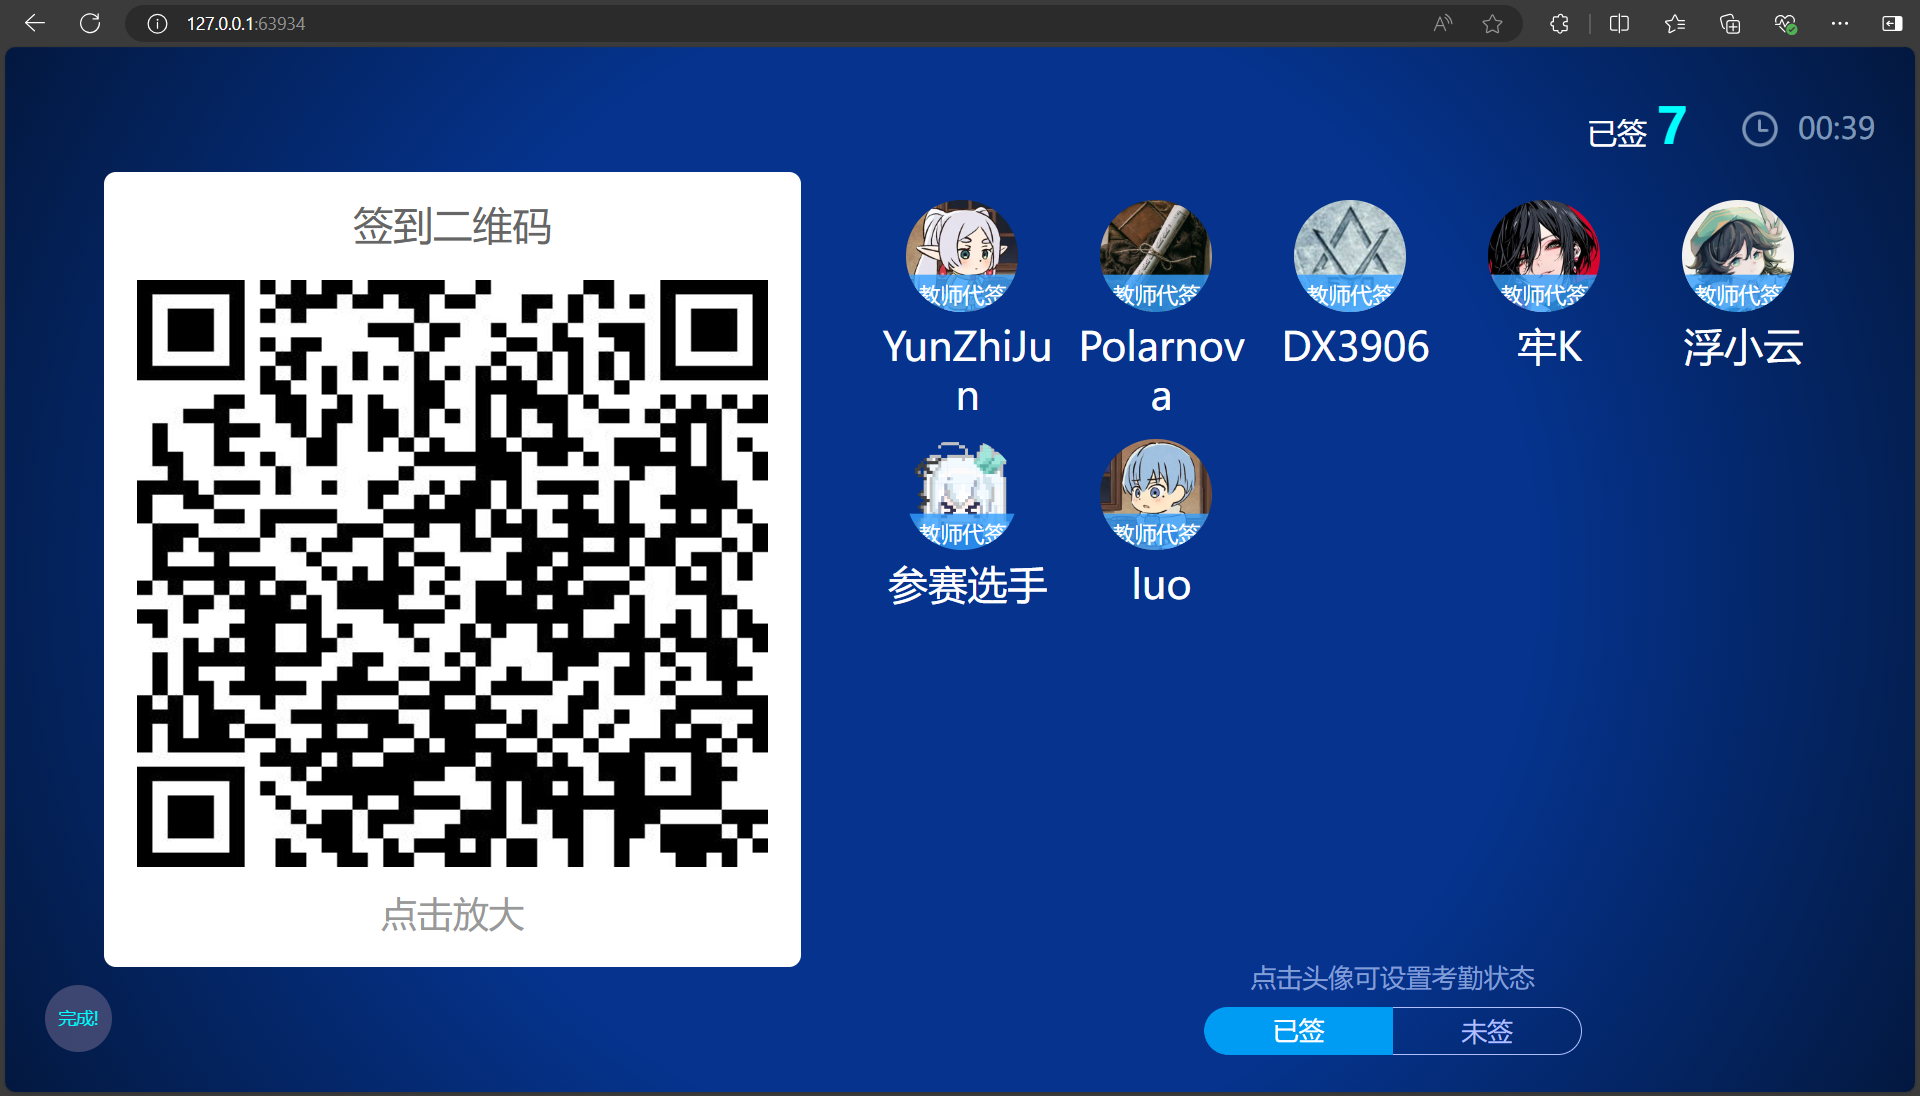 127.0.0.1:63934
已签 7
00:39
签到二维码
教师代签
教师代签
教师代签
教师代签
教师代签
YunZhiJu
n
Polarnov
a
DX3906
牢K
浮小云
教师代签
教师代签
参赛选手
luo
点击放大
点击头像可设置考勤状态
完成!
已签
未签